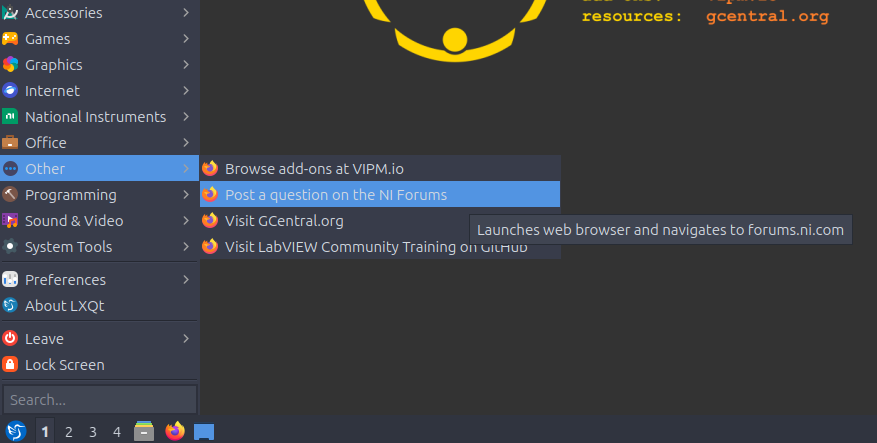 resources: gcentral.org
Accessories
Games
Graphics
Internet
National Instruments
Office
Other
Programming
Sound & Video
System Tools
Preferences
About LXQt
Leave
Lock Screen
Search...
Browse add-ons at VIPM.io
Post a question on the NI Forums
Visit GCentral.org
Visit LabVIEW Community Training on GitHub
Launches web browser and navigates to forums.ni.com
1 2 3 4